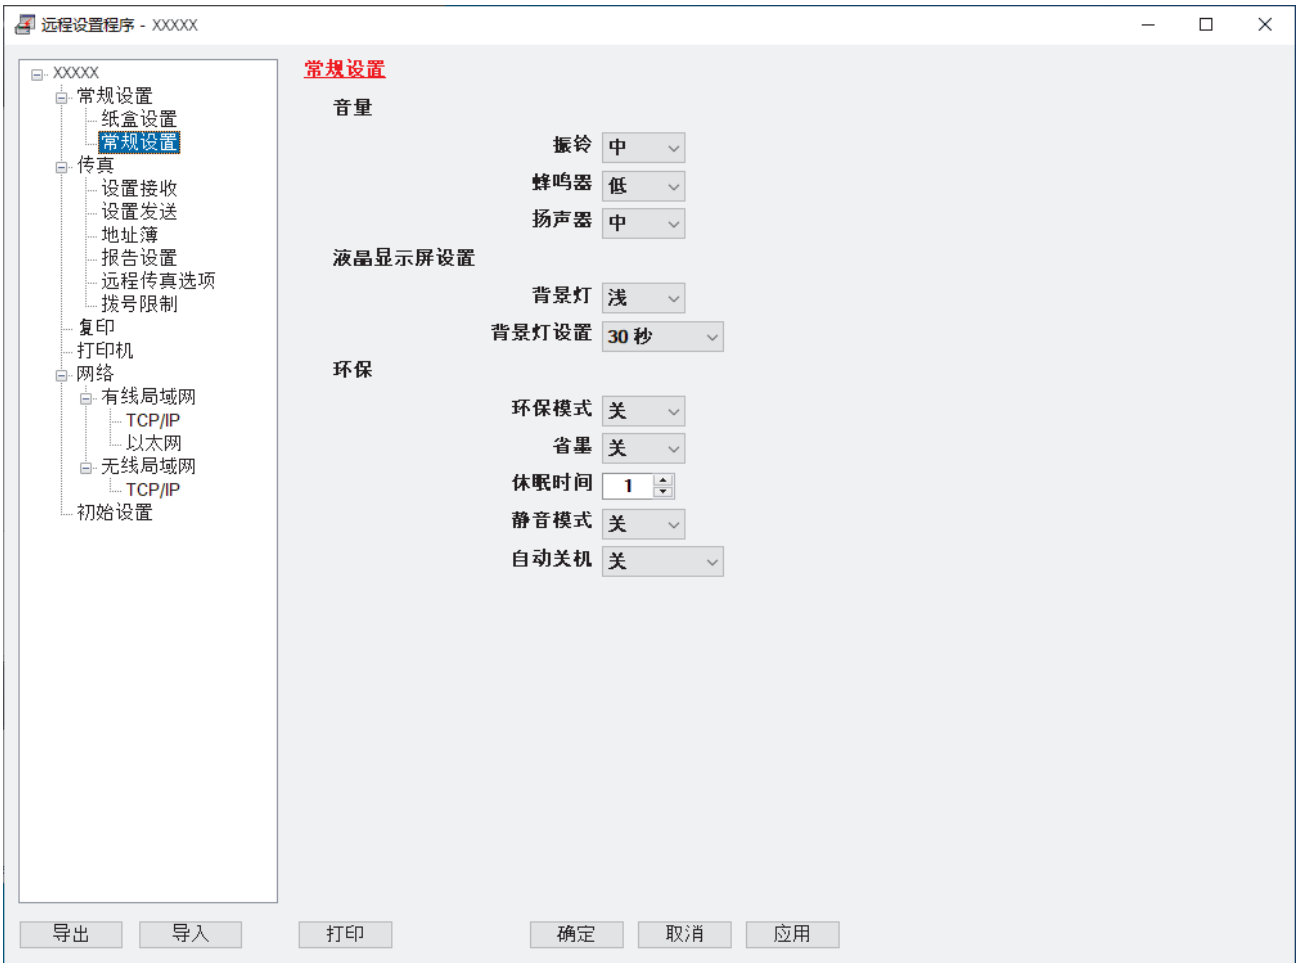 远程设置程序 - XXXXX
XXXXX
常规设置
纸盒设置
常规设置
传真
设置接收
设置发送
地址簿
报告设置
远程传真选项
拨号限制
复印
打印机
网络
有线局域网
TCP/IP
以太网
无线局域网
TCP/IP
初始设置
常规设置
音量
振铃 中
蜂鸣器 低
扬声器 中
液晶显示屏设置
背景灯 浅
背景灯设置 30 秒
环保
环保模式 关
省墨 关
休眠时间 1
静音模式 关
自动关机 关
导出 导入 打印 确定 取消 应用